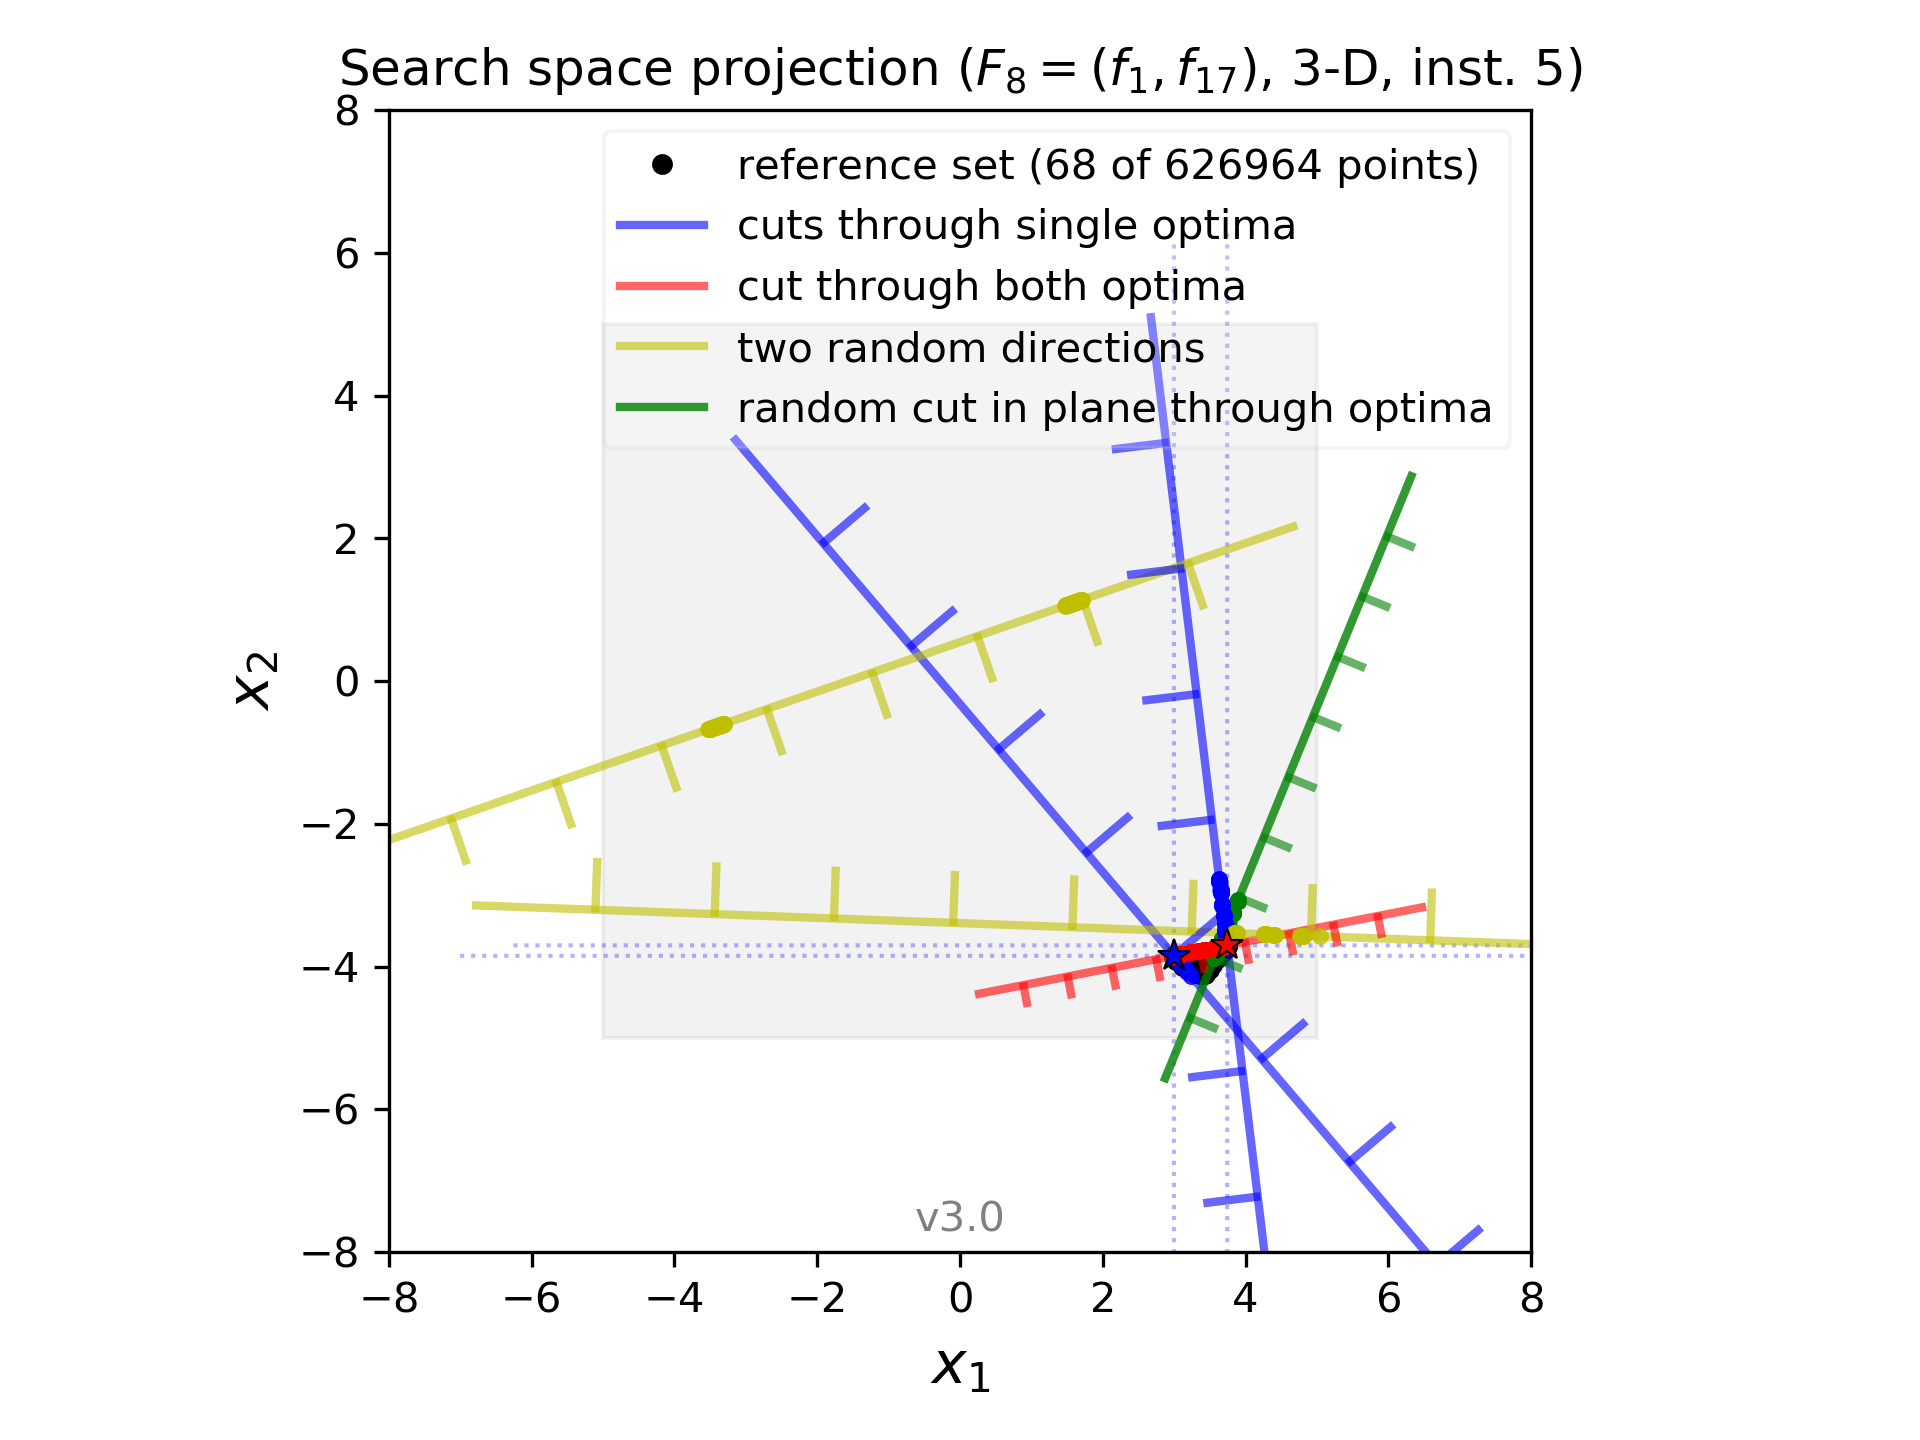 Search space projection (F₈ = (f₁, f₁₇), 3-D, inst. 5)
reference set (68 of 626964 points)
cuts through single optima
cut through both optima
two random directions
random cut in plane through optima
8
6
4
2
0
−2
−4
−6
−8
x₂
v3.0
−8 −6 −4 −2 0 2 4 6 8
x₁